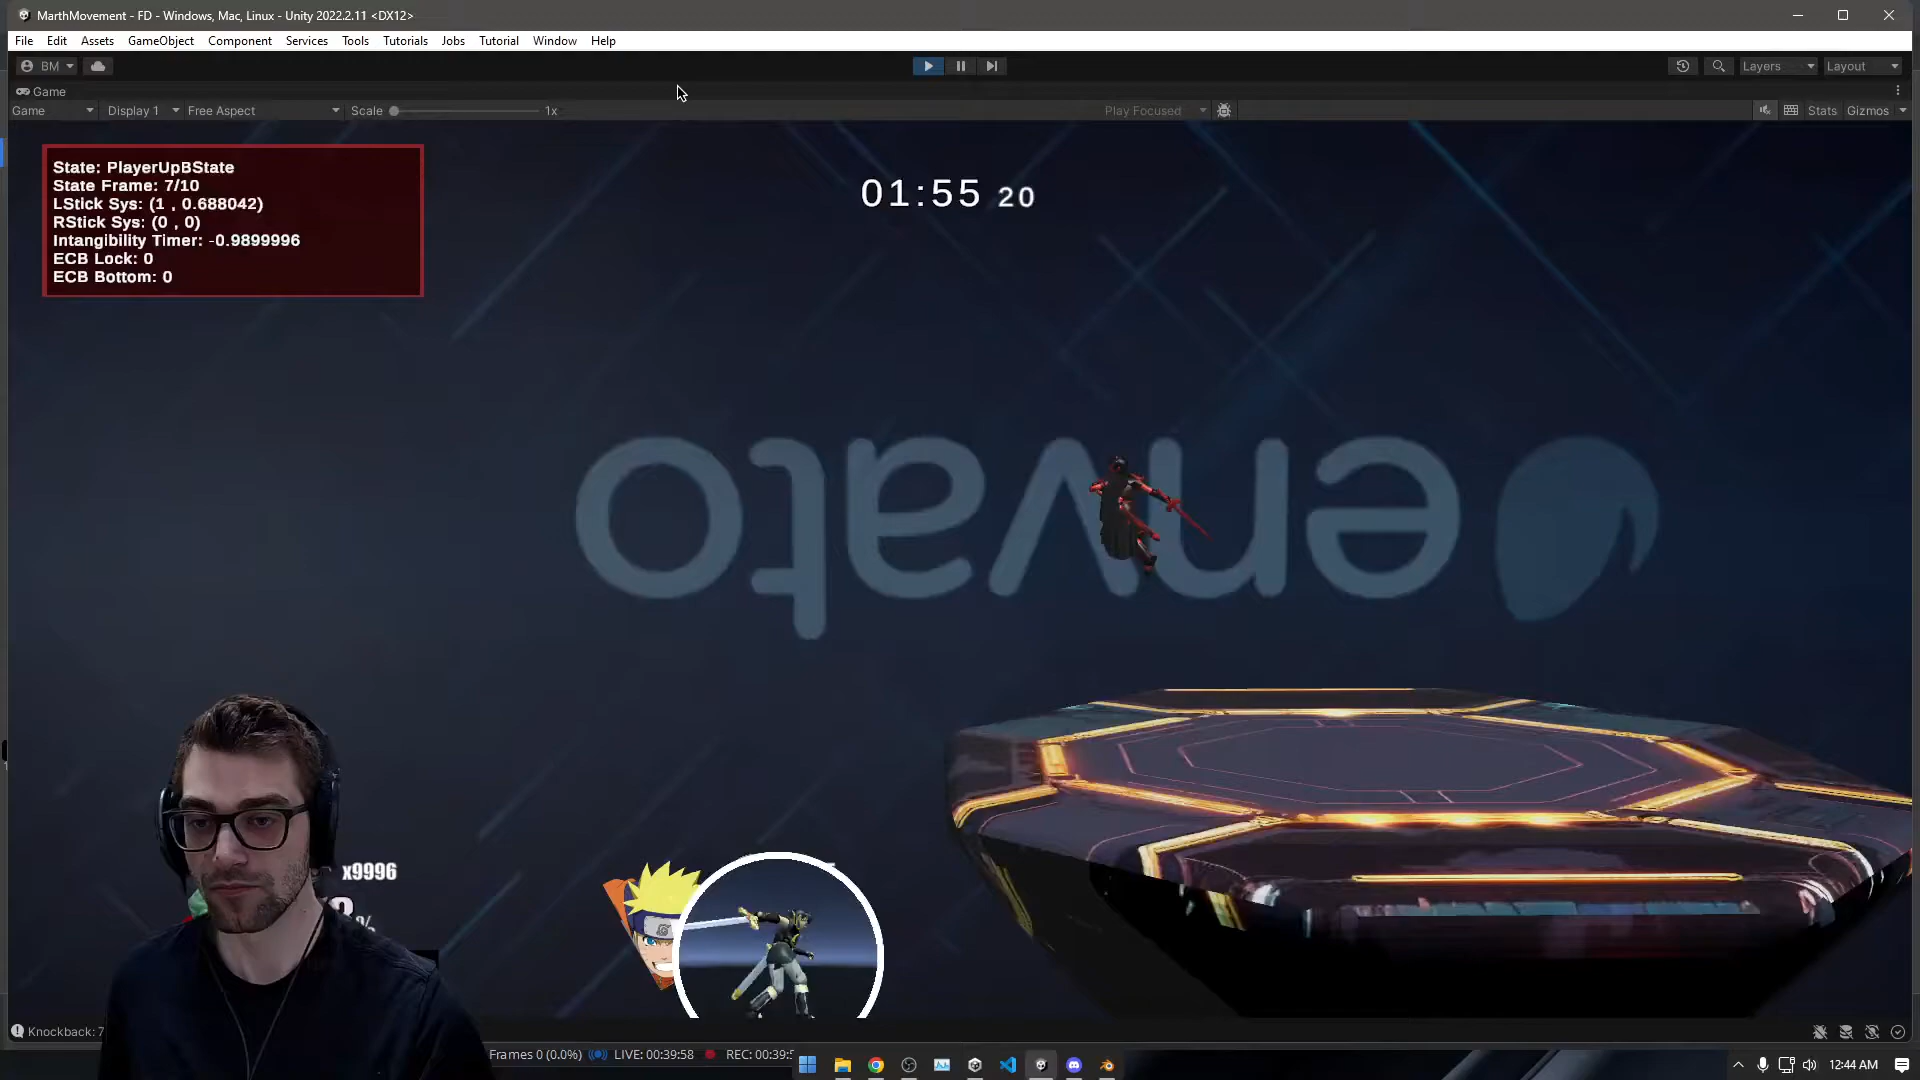 MarthMovement - FD - Windows, Mac, Linux - Unity 2022.2.11 <DX12>
File Edit Assets GameObject Component Services Tools Tutorials Jobs Tutorial Window Help
BM Layers Layout
Game
Game Display 1 Free Aspect Scale 1x Play Focused Stats Gizmos
State: PlayerUpBState
State Frame: 7/10
LStick Sys: (1 , 0.688042)
RStick Sys: (0 , 0)
Intangibility Timer: -0.9899996
ECB Lock: 0
ECB Bottom: 0
01:55 20
envato
x9996
%
Knockback: 7
Frames 0 (0.0%) LIVE: 00:39:58 REC: 00:39:5
12:44 AM